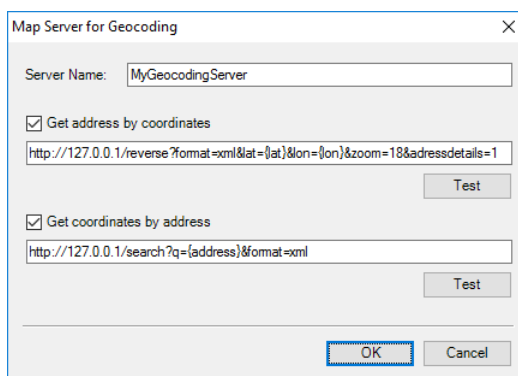 Map Server for Geocoding
Server Name: MyGeocodingServer
Get address by coordinates
http://127.0.0.1/reverse?format=xml&lat={lat}&lon={lon}&zoom=18&adressdetails=1
Test
Get coordinates by address
http://127.0.0.1/search?q={address}&format=xml
Test
OK Cancel